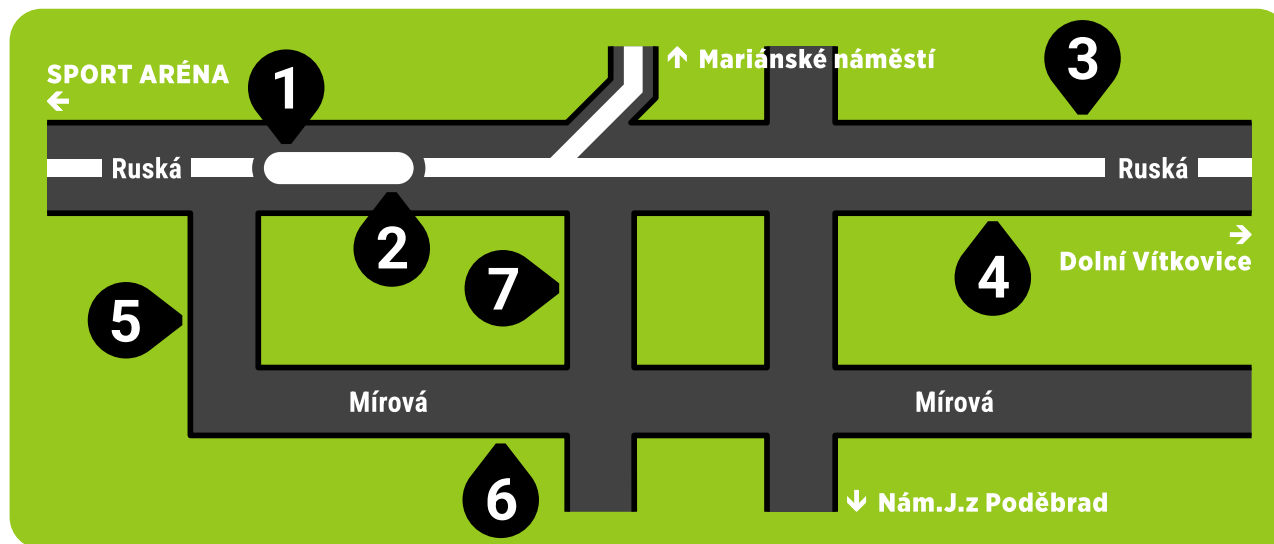 SPORT ARÉNA
←
1
↑ Mariánské náměstí
3
Ruská
Ruská
2
4
→
Dolní Vítkovice
7
5
Mírová
Mírová
6
↓ Nám.J.z Poděbrad